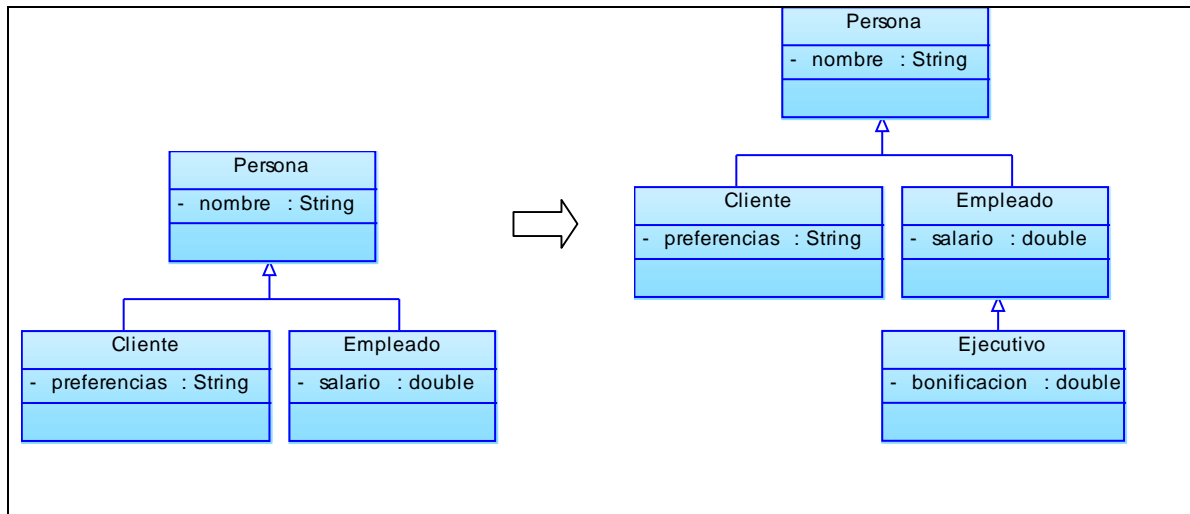 Persona
- nombre : String
Cliente
- preferencias : String
Empleado
- salario : double
Persona
- nombre : String
Cliente
- preferencias : String
Empleado
- salario : double
Ejecutivo
- bonificacion : double